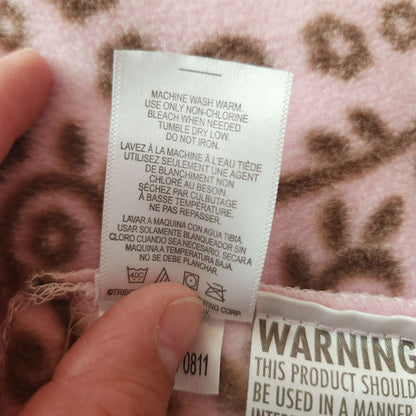 MACHINE WASH WARM.
USE ONLY NON-CHLORINE
BLEACH WHEN NEEDED
TUMBLE DRY LOW.
DO NOT IRON.
LAVEZ À LA MACHINE À L'EAU TIÈDE
UTILISEZ SEULEMENT UNE AGENT
DE BLANCHIMENT NON
CHLORÉ AU BESOIN.
SÉCHEZ PAR CULBUTAGE
À BASSE TEMPÉRATURE.
NE PAS REPASSER.
LAVAR A MAQUINA CON AGUA TIBIA.
USAR SOLAMENTE BLANQUEADOR SIN
CLORO CUANDO SEA NECESARIO, SECAR A
MAQUINA A TEMPERATURA BAJA.
NO SE DEBE PLANCHAR.
CORP.
0811
WARNING
THIS PRODUCT SHOULD
BE USED IN A MANNER